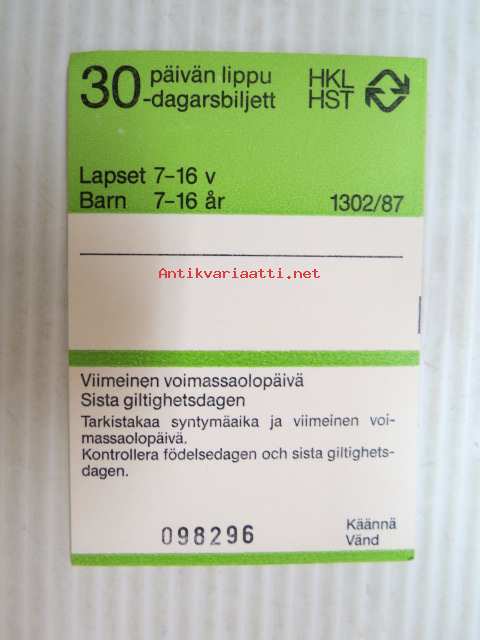 30 päivän lippu
-dagarsbiljett
HKL
HST
Lapset 7-16 v
Barn 7-16 år
1302/87
Antikvariaatti.net
Viimeinen voimassaolopäivä
Sista giltighetsdagen
Tarkistakaa syntymäaika ja viimeinen voi-
massaolopäivä.
Kontrollera födelsedagen och sista giltighets-
dagen.
098296
Käännä
Vänd